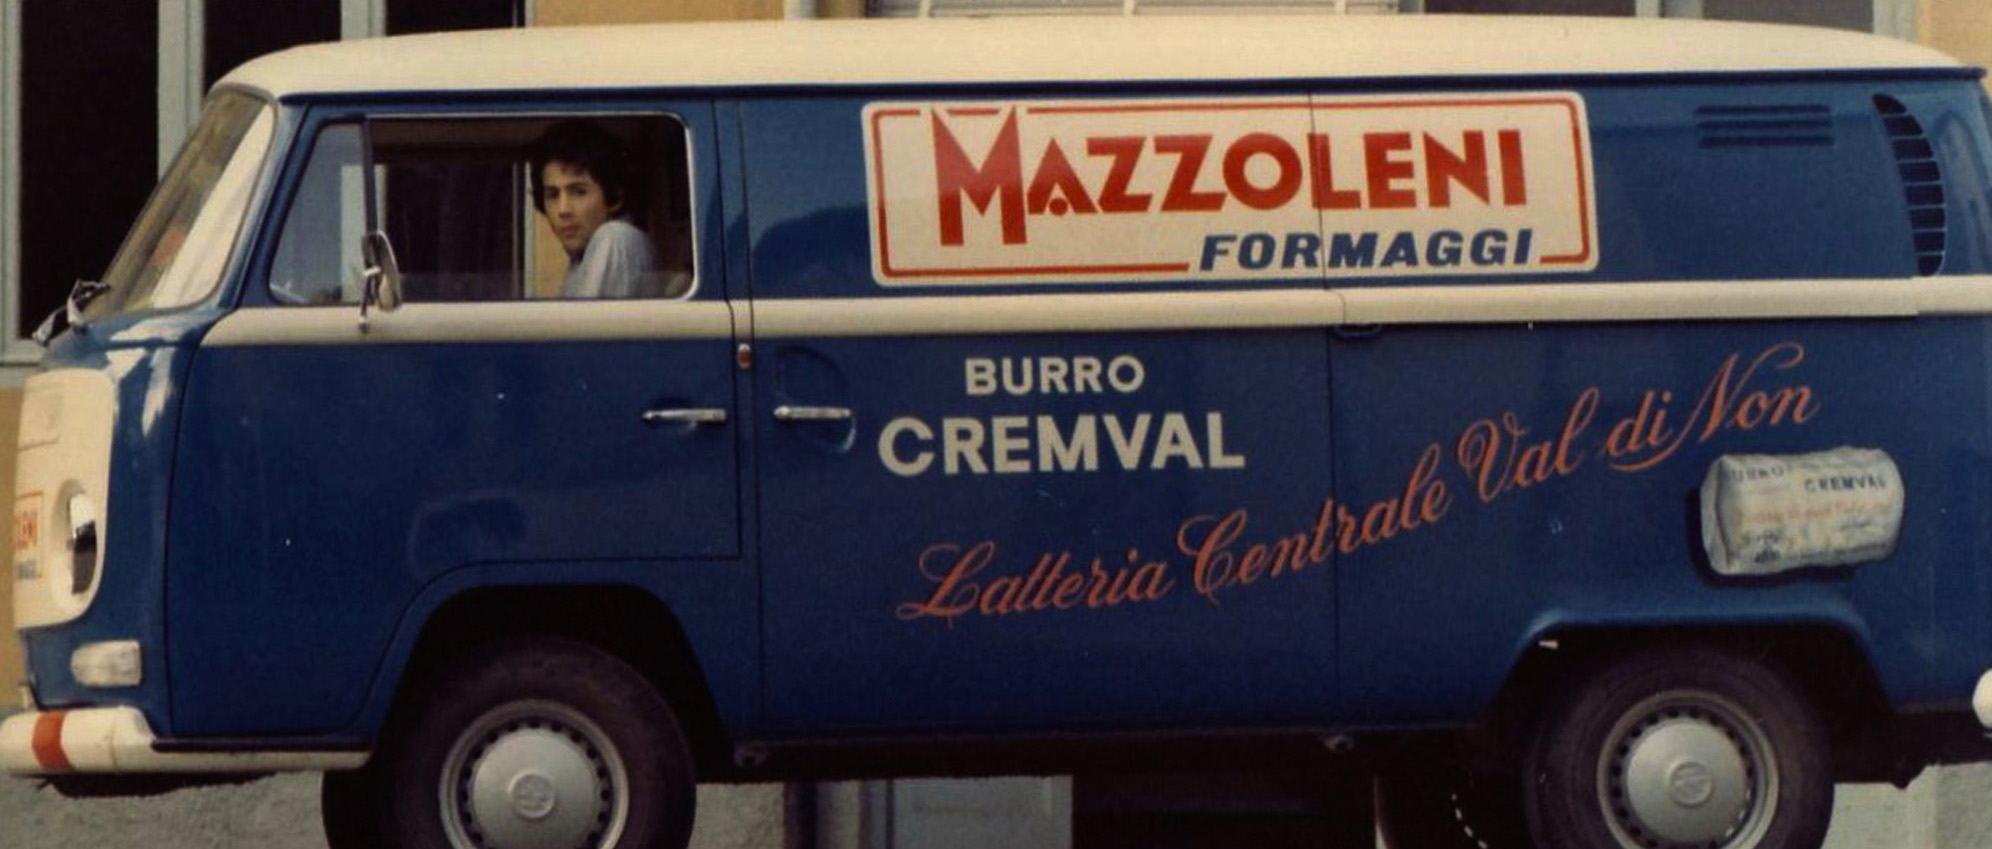 MAZZOLENI
FORMAGGI
BURRO
CREMVAL
Latteria Centrale Val di Non
CREMVAL